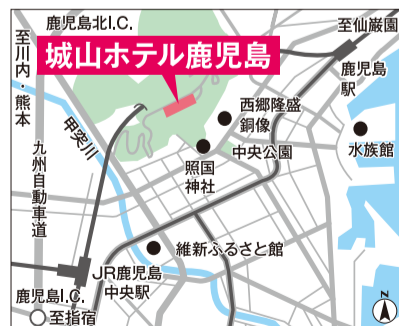 鹿児島北I.C.
至仙巌園
城山ホテル鹿児島
鹿児島
駅
至川内・熊本
西郷隆盛
銅像
甲突川
水族館
照国
神社
中央公園
九州自動車道
維新ふるさと館
JR鹿児島
中央駅
鹿児島I.C.
至指宿
N